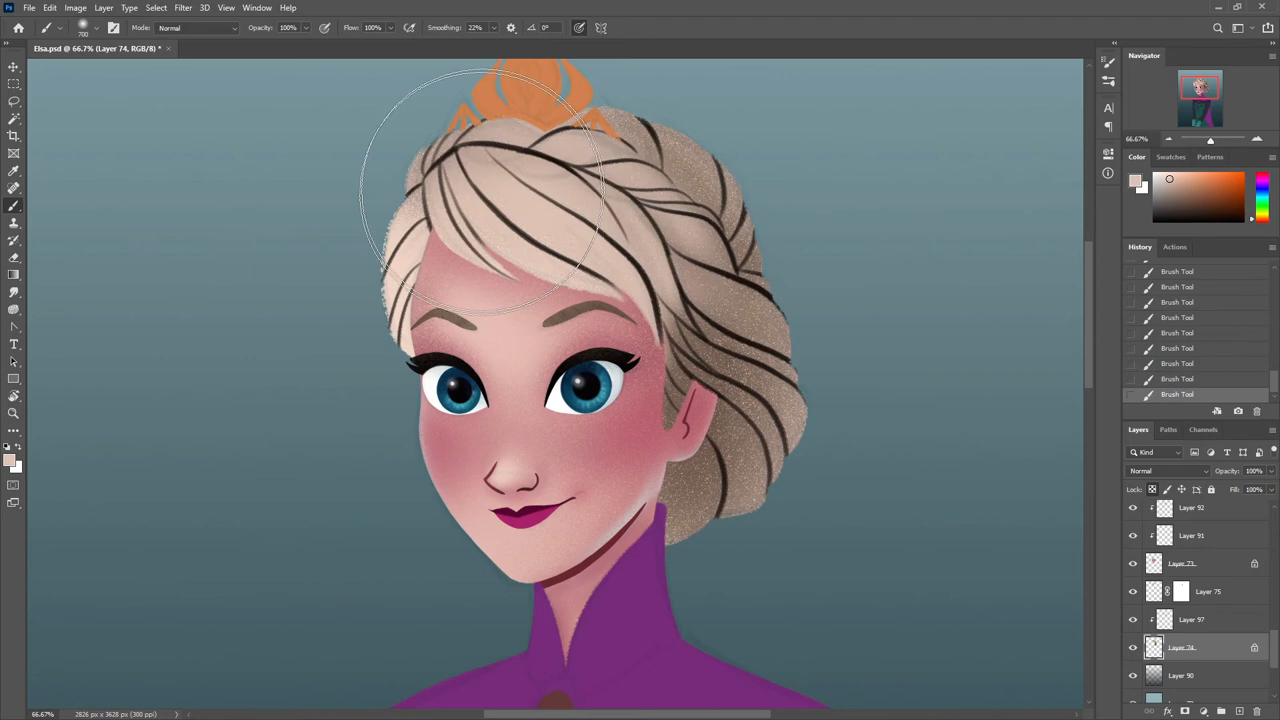 Ps File Edit Image Layer Type Select Filter 3D View Window Help
700 Mode: Normal Opacity: 100% Flow: 100% Smoothing: 22% 0°
Elsa.psd @ 66.7% (Layer 74, RGB/8) * ×
Navigator
66.67%
Color Swatches Patterns
History Actions
Brush Tool
Brush Tool
Brush Tool
Brush Tool
Brush Tool
Brush Tool
Brush Tool
Brush Tool
Brush Tool
Layers Paths Channels
Kind
Normal Opacity: 100%
Lock: Fill: 100%
Layer 92
Layer 91
Layer 73
Layer 75
Layer 97
Layer 74
Layer 90
66.67% 2826 px x 3628 px (300 ppi)